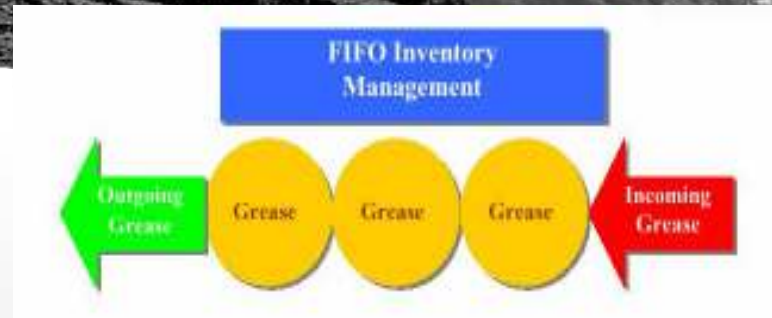 FIFO Inventory
Management
Outgoing
Grease
Grease
Grease
Grease
Incoming
Grease